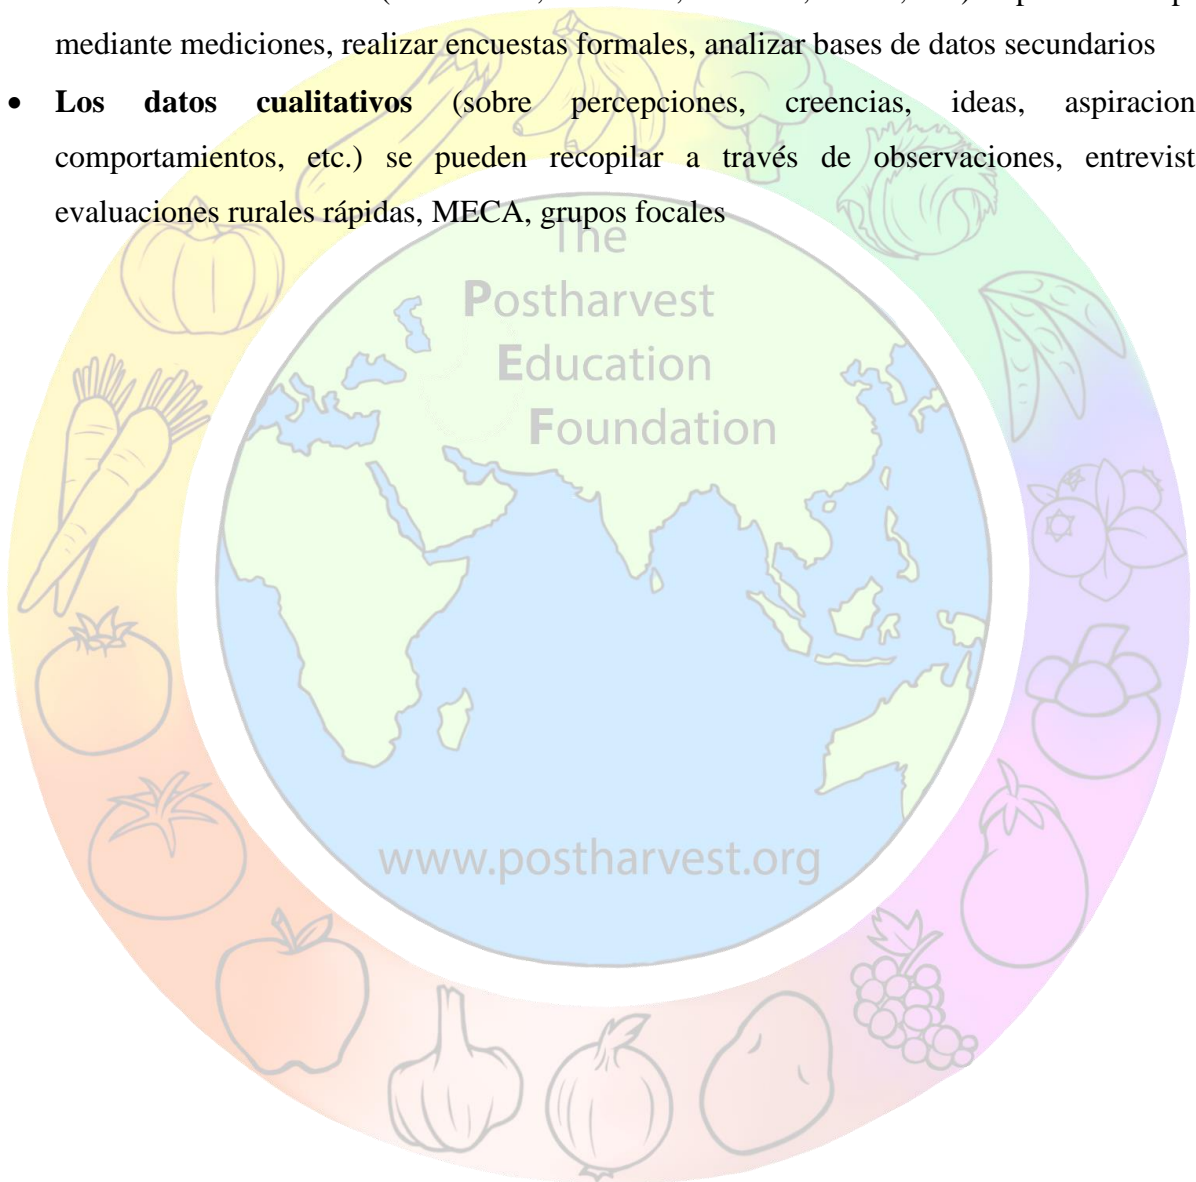 mediante mediciones, realizar encuestas formales, analizar bases de datos secundarios
• Los datos cualitativos (sobre percepciones, creencias, ideas, aspiracion
comportamientos, etc.) se pueden recopilar a través de observaciones, entrevist
evaluaciones rurales rápidas, MECA, grupos focales
The
Postharvest
Education
Foundation
www.postharvest.org